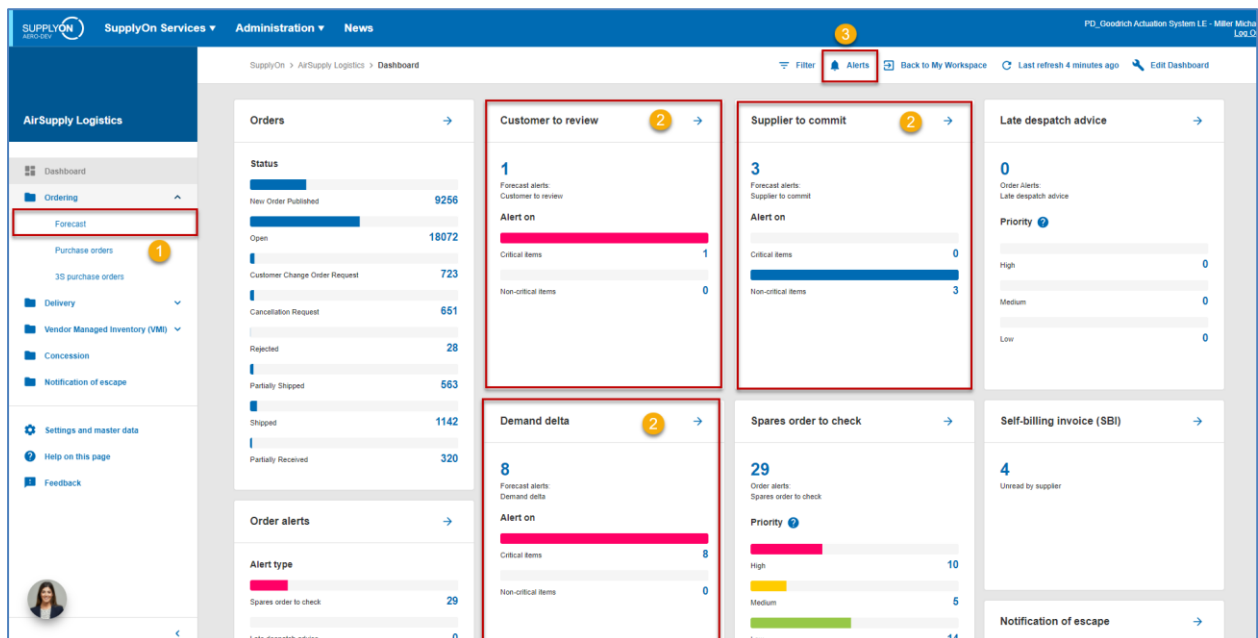 SUPPLYON
AERO-DEV
SupplyOn Services ▾ Administration ▾ News
PD_Goodrich Actuation System LE - Miller Micha
Log O
3
SupplyOn > AirSupply Logistics > Dashboard
Filter Alerts Back to My Workspace Last refresh 4 minutes ago Edit Dashboard
AirSupply Logistics
Dashboard
Ordering
Forecast
1
Purchase orders
3S purchase orders
Delivery
Vendor Managed Inventory (VMI)
Concession
Notification of escape
Settings and master data
Help on this page
Feedback
Orders →
Status
New Order Published 9256
Open 18072
Customer Change Order Request 723
Cancellation Request 651
Rejected 28
Partially Shipped 563
Shipped 1142
Partially Received 320
Order alerts →
Alert type
Spares order to check 29
Late despatch advice 0
Customer to review 2 →
1
Forecast alerts:
Customer to review
Alert on
Critical items 1
Non-critical items 0
Demand delta 2 →
8
Forecast alerts:
Demand delta
Alert on
Critical items 8
Non-critical items 0
Supplier to commit 2 →
3
Forecast alerts:
Supplier to commit
Alert on
Critical items 0
Non-critical items 3
Spares order to check →
29
Order alerts:
Spares order to check
Priority ?
High 10
Medium 5
Low 14
Late despatch advice →
0
Order Alerts:
Late despatch advice
Priority ?
High 0
Medium 0
Low 0
Self-billing invoice (SBI) →
4
Unread by supplier
Notification of escape →